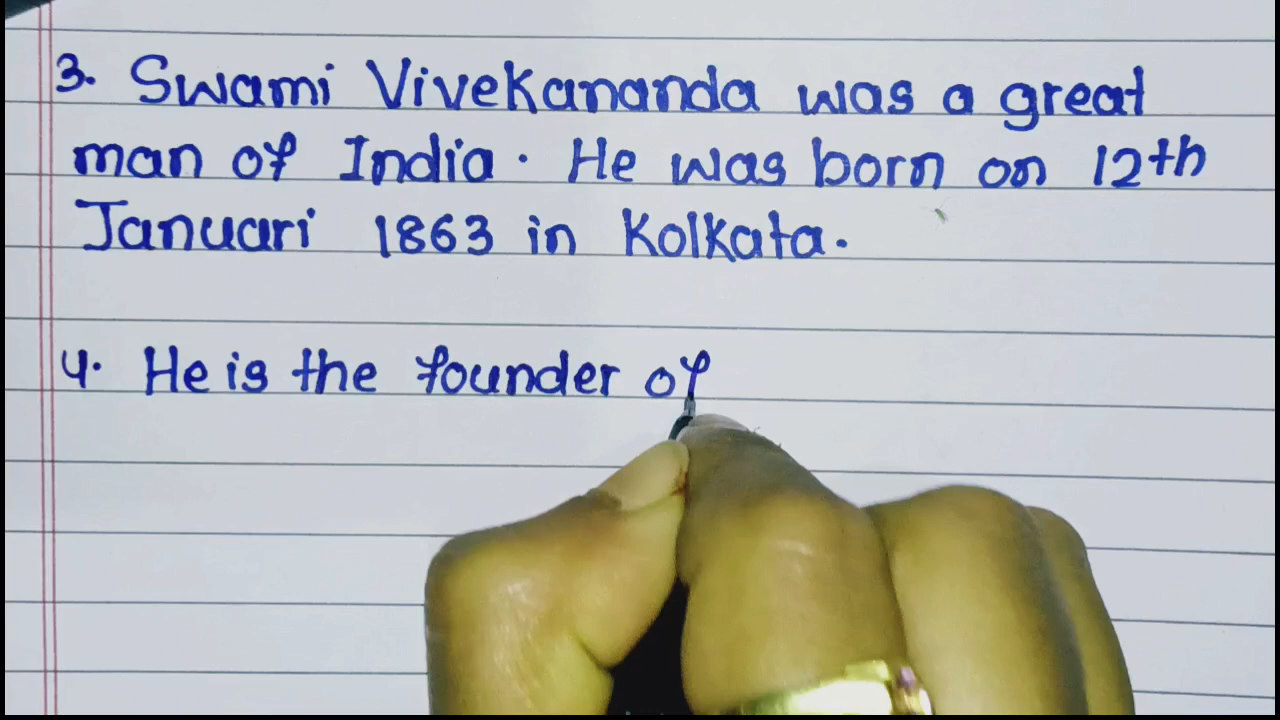 3. Swami Vivekananda was a great
man of India. He was born on 12th
Januari 1863 in Kolkata.
4. He is the founder of